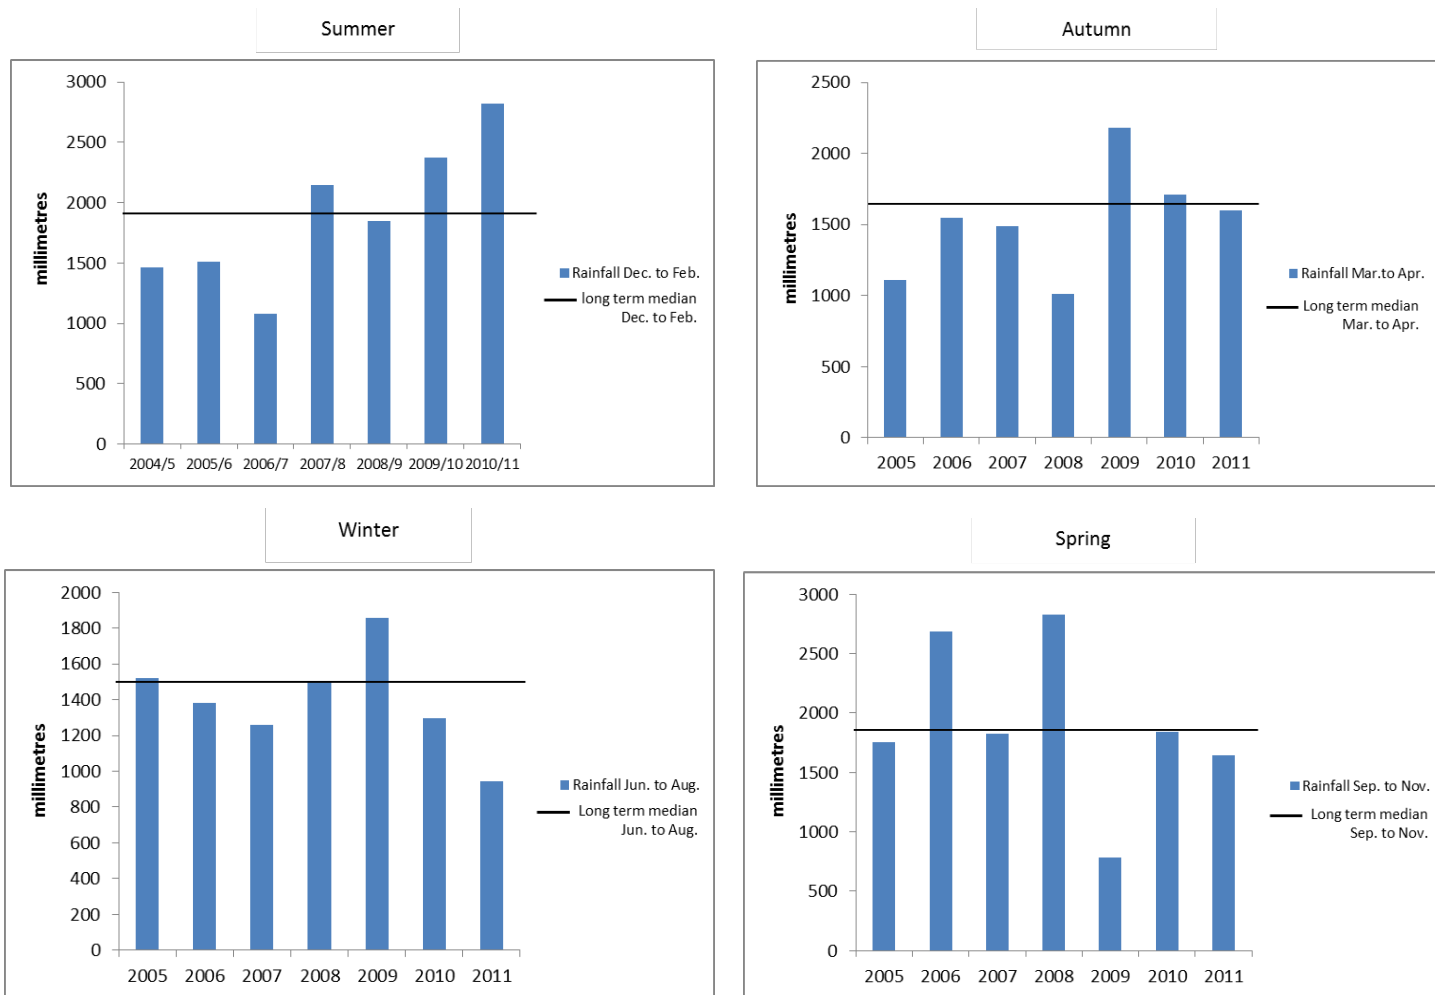 Summer
3000
2500
2000
1500
1000
500
0
millimetres
2004/5 2005/6 2006/7 2007/8 2008/9 2009/10 2010/11
Rainfall Dec. to Feb.
long term median
Dec. to Feb.
Autumn
2500
2000
1500
1000
500
0
millimetres
2005 2006 2007 2008 2009 2010 2011
Rainfall Mar.to Apr.
Long term median
Mar. to Apr.
Winter
2000
1800
1600
1400
1200
1000
800
600
400
200
0
millimetres
2005 2006 2007 2008 2009 2010 2011
Rainfall Jun. to Aug.
Long term median
Jun. to Aug.
Spring
3000
2500
2000
1500
1000
500
0
millimetres
2005 2006 2007 2008 2009 2010 2011
Rainfall Sep. to Nov.
Long term median
Sep. to Nov.